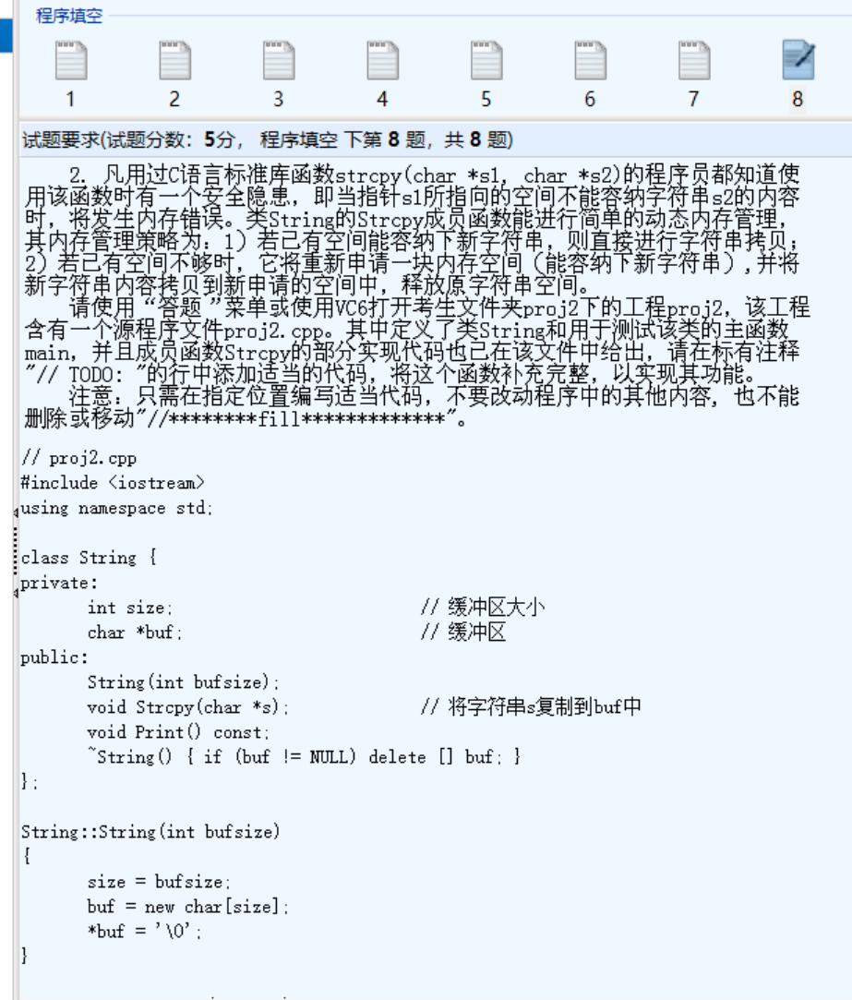 程序填空
1 2 3 4 5 6 7 8
试题要求(试题分数: 5分, 程序填空 下第 8 题, 共 8 题)
2. 凡用过C语言标准库函数strcpy(char *s1, char *s2)的程序员都知道使
用该函数时有一个安全隐患, 即当指针s1所指向的空间不能容纳字符串s2的内容
时, 将发生内存错误。类String的Strcpy成员函数能进行简单的动态内存管理,
其内存管理策略为: 1) 若已有空间能容纳下新字符串, 则直接进行字符串拷贝;
2) 若已有空间不够时, 它将重新申请一块内存空间 (能容纳下新字符串) ,并将
新字符串内容拷贝到新申请的空间中, 释放原字符串空间。
请使用 “答题 ”菜单或使用VC6打开考生文件夹proj2下的工程proj2, 该工程
含有一个源程序文件proj2.cpp。其中定义了类String和用于测试该类的主函数
main, 并且成员函数Strcpy的部分实现代码也已在该文件中给出, 请在标有注释
"// TODO: "的行中添加适当的代码, 将这个函数补充完整, 以实现其功能。
注意: 只需在指定位置编写适当代码, 不要改动程序中的其他内容, 也不能
删除或移动"//********fill*************"。
// proj2.cpp
#include <iostream>
using namespace std;
class String {
private:
int size; // 缓冲区大小
char *buf; // 缓冲区
public:
String(int bufsize);
void Strcpy(char *s); // 将字符串s复制到buf中
void Print() const;
~String() { if (buf != NULL) delete [] buf; }
};
String::String(int bufsize)
{
size = bufsize;
buf = new char[size];
*buf = '\0';
}